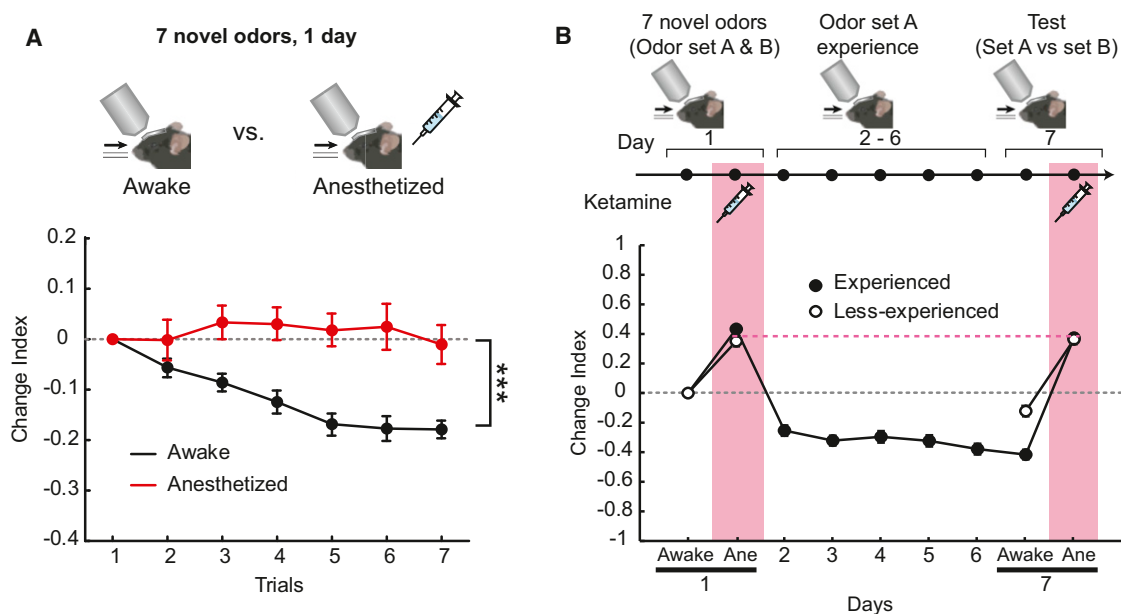 A
7 novel odors, 1 day
vs.
Awake
Anesthetized
0.2
0.1
0
-0.1
-0.2
-0.3
-0.4
Change Index
***
Awake
Anesthetized
1 2 3 4 5 6 7
Trials
B
7 novel odors
(Odor set A & B)
Odor set A
experience
Test
(Set A vs set B)
Day 1 2 - 6 7
Ketamine
1
0.8
0.6
0.4
0.2
0
-0.2
-0.4
-0.6
-0.8
-1
Change Index
Experienced
Less-experienced
Awake Ane 2 3 4 5 6 Awake Ane
1 7
Days